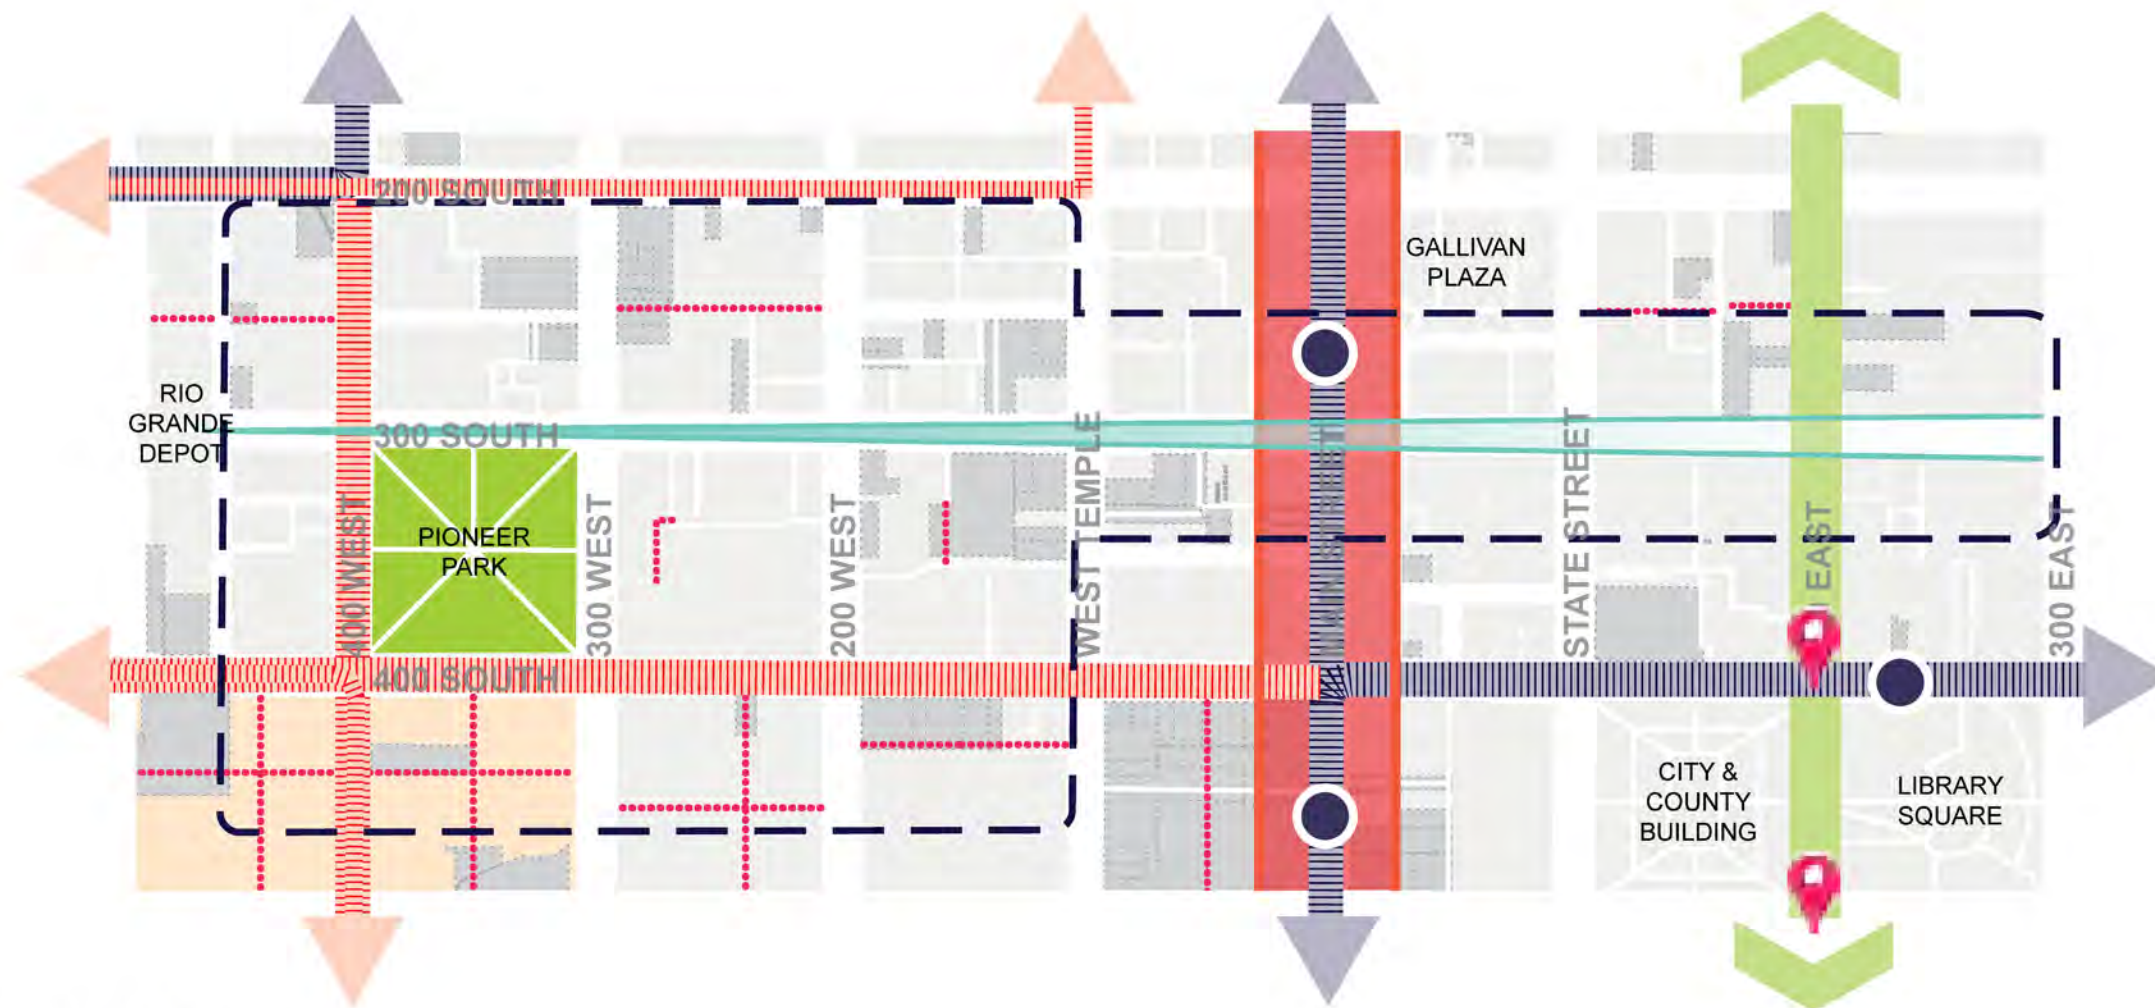 200 SOUTH
GALLIVAN
PLAZA
RIO
GRANDE
DEPOT
300 SOUTH
400 WEST
PIONEER
PARK
300 WEST
200 WEST
WEST TEMPLE
MAIN STREET
STATE STREET
EAST
300 EAST
400 SOUTH
CITY &
COUNTY
BUILDING
LIBRARY
SQUARE